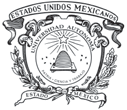 ESTADOS UNIDOS MEXICANOS
UNIVERSIDAD AUTONOMA
ESTADO
MEXICO